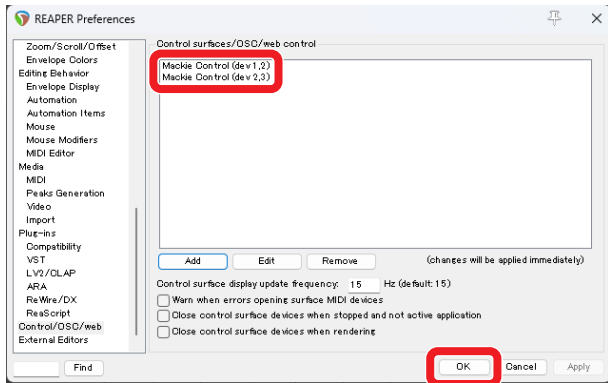 REAPER Preferences
Zoom/Scroll/Offset
Envelope Colors
Editing Behavior
Envelope Display
Automation
Automation Items
Mouse
Mouse Modifiers
MIDI Editor
Media
MIDI
Peaks Generation
Video
Import
Plug-ins
Compatibility
VST
LV2/CLAP
ARA
ReWire/DX
ReaScript
Control/OSC/web
External Editors
Find
Control surfaces/OSC/web control
Mackie Control (dev 1,2)
Mackie Control (dev 2,3)
Add Edit Remove (changes will be applied immediately)
Control surface display update frequency: 15 Hz (default: 15)
Warn when errors opening surface MIDI devices
Close control surface devices when stopped and not active application
Close control surface devices when rendering
OK Cancel Apply